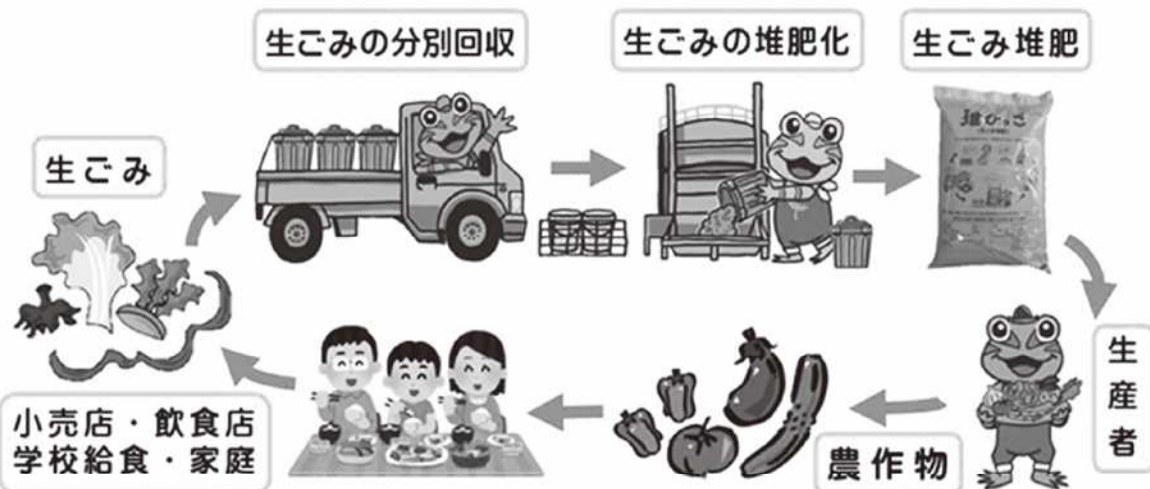 生ごみの分別回収
生ごみの堆肥化
生ごみ堆肥
生ごみ
生産者
農作物
小売店・飲食店
学校給食・家庭